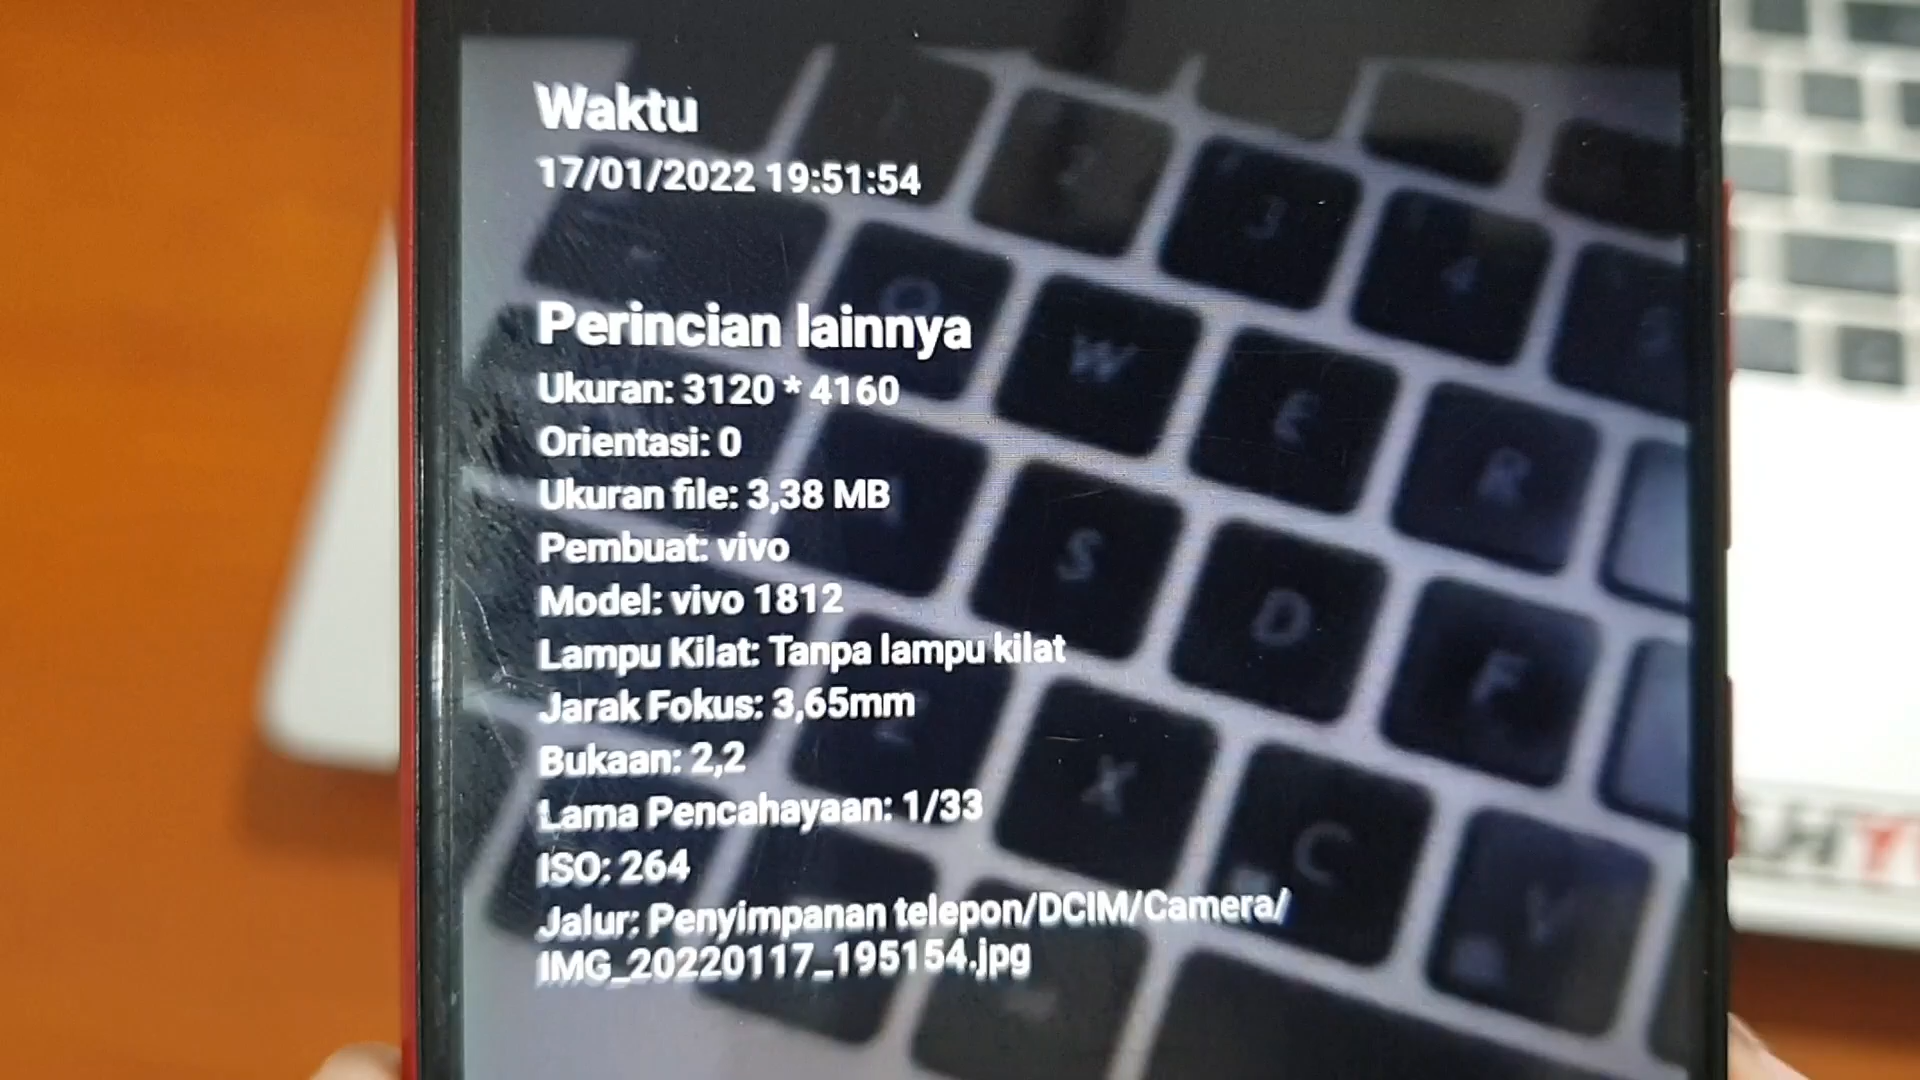 Waktu
17/01/2022 19:51:54
Perincian lainnya
Ukuran: 3120 * 4160
Orientasi: 0
Ukuran file: 3,38 MB
Pembuat: vivo
Model: vivo 1812
Lampu Kilat: Tanpa lampu kilat
Jarak Fokus: 3,65mm
Bukaan: 2,2
Lama Pencahayaan: 1/33
ISO: 264
Jalur: Penyimpanan telepon/DCIM/Camera/
IMG_20220117_195154.jpg
3 4
Q W E R
S D F
Z X C V